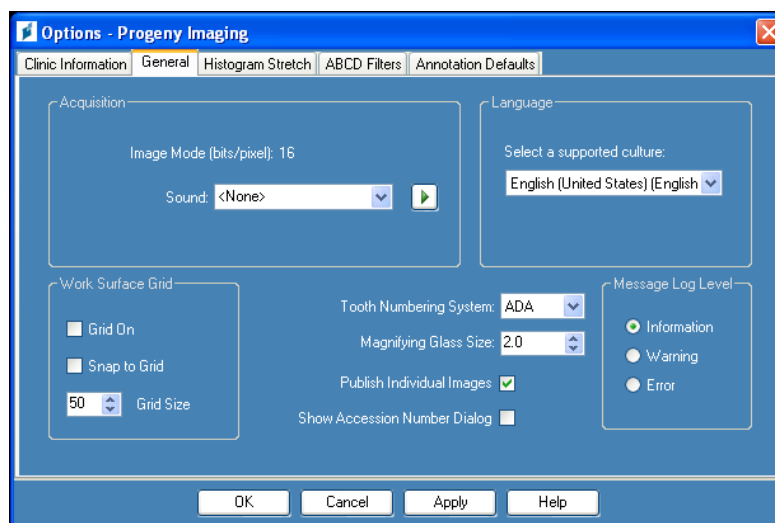 Options - Progeny Imaging
Clinic Information General Histogram Stretch ABCD Filters Annotation Defaults
Acquisition
Image Mode (bits/pixel): 16
Sound: <None>
Language
Select a supported culture:
English (United States) (English
Work Surface Grid
Grid On
Snap to Grid
50 Grid Size
Tooth Numbering System: ADA
Magnifying Glass Size: 2.0
Publish Individual Images
Show Accession Number Dialog
Message Log Level
Information
Warning
Error
OK Cancel Apply Help